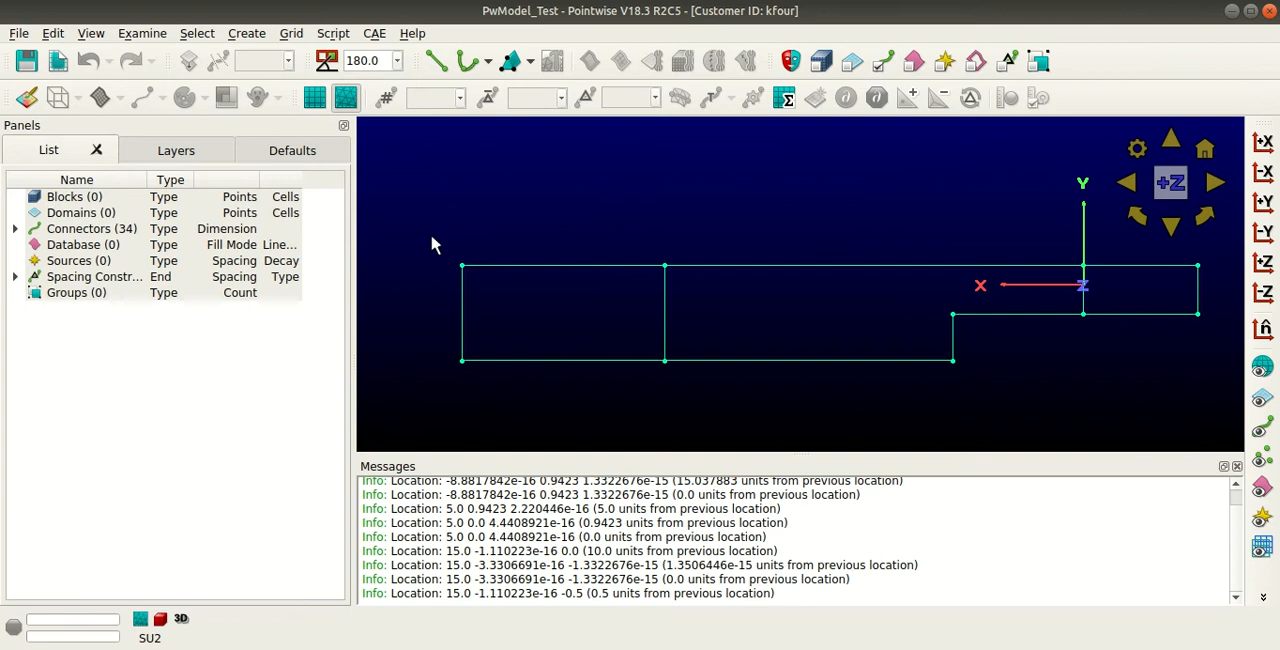 PwModel_Test - Pointwise V18.3 R2C5 - [Customer ID: kfour]
File Edit View Examine Select Create Grid Script CAE Help
180.0
Panels
List Layers Defaults
Name Type
Blocks (0) Type Points Cells
Domains (0) Type Points Cells
Connectors (34) Type Dimension
Database (0) Type Fill Mode Line...
Sources (0) Type Spacing Decay
Spacing Constr... End Spacing Type
Groups (0) Type Count
Y
X
Z
+Z
+X
-X
+Y
-Y
+Z
-Z
n̂
Messages
Info: Location: -8.8817842e-16 0.9423 1.3322676e-15 (15.037883 units from previous location)
Info: Location: -8.8817842e-16 0.9423 1.3322676e-15 (0.0 units from previous location)
Info: Location: 5.0 0.9423 2.220446e-16 (5.0 units from previous location)
Info: Location: 5.0 0.0 4.4408921e-16 (0.9423 units from previous location)
Info: Location: 5.0 0.0 4.4408921e-16 (0.0 units from previous location)
Info: Location: 15.0 -1.110223e-16 0.0 (10.0 units from previous location)
Info: Location: 15.0 -3.3306691e-16 -1.3322676e-15 (1.3506446e-15 units from previous location)
Info: Location: 15.0 -3.3306691e-16 -1.3322676e-15 (0.0 units from previous location)
Info: Location: 15.0 -1.110223e-16 -0.5 (0.5 units from previous location)
3D
SU2